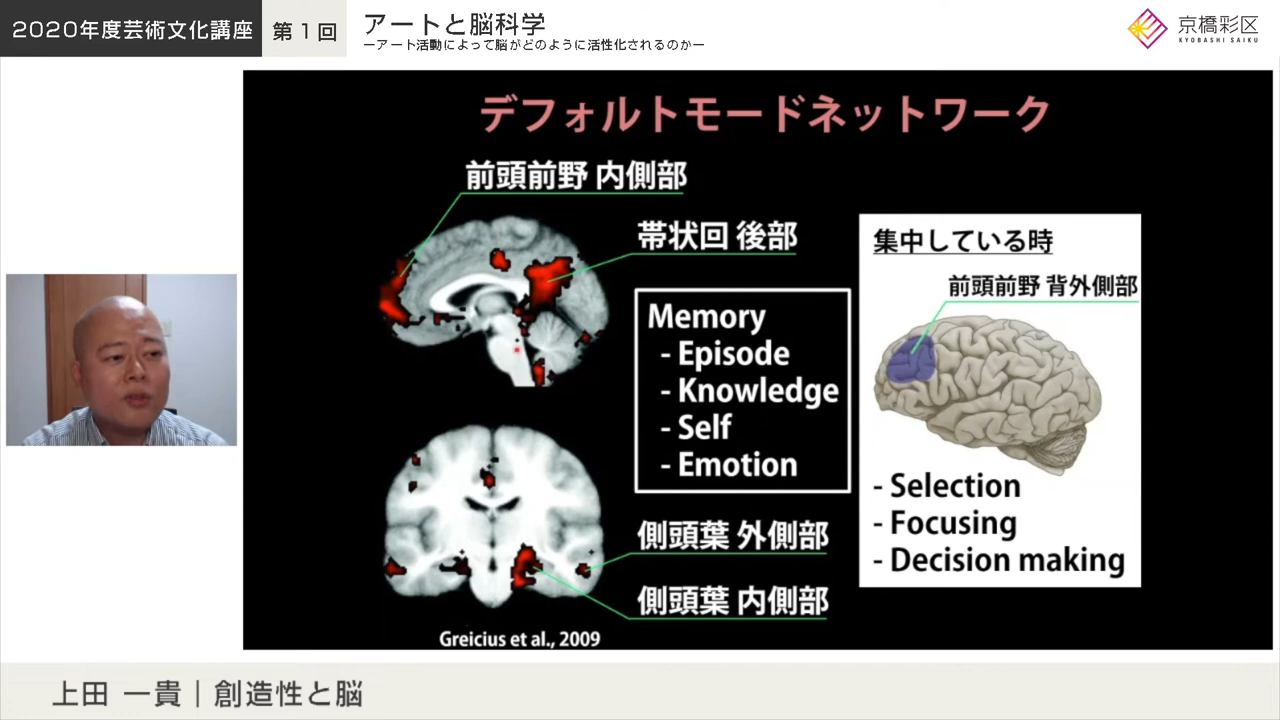 2020年度芸術文化講座
第1回
アートと脳科学
ーアート活動によって脳がどのように活性化されるのかー
京橋彩区
KYOBASHI SAIKU
デフォルトモードネットワーク
前頭前野 内側部
帯状回 後部
Memory
- Episode
- Knowledge
- Self
- Emotion
側頭葉 外側部
側頭葉 内側部
Greicius et al., 2009
集中している時
前頭前野 背外側部
- Selection
- Focusing
- Decision making
上田 一貴｜創造性と脳